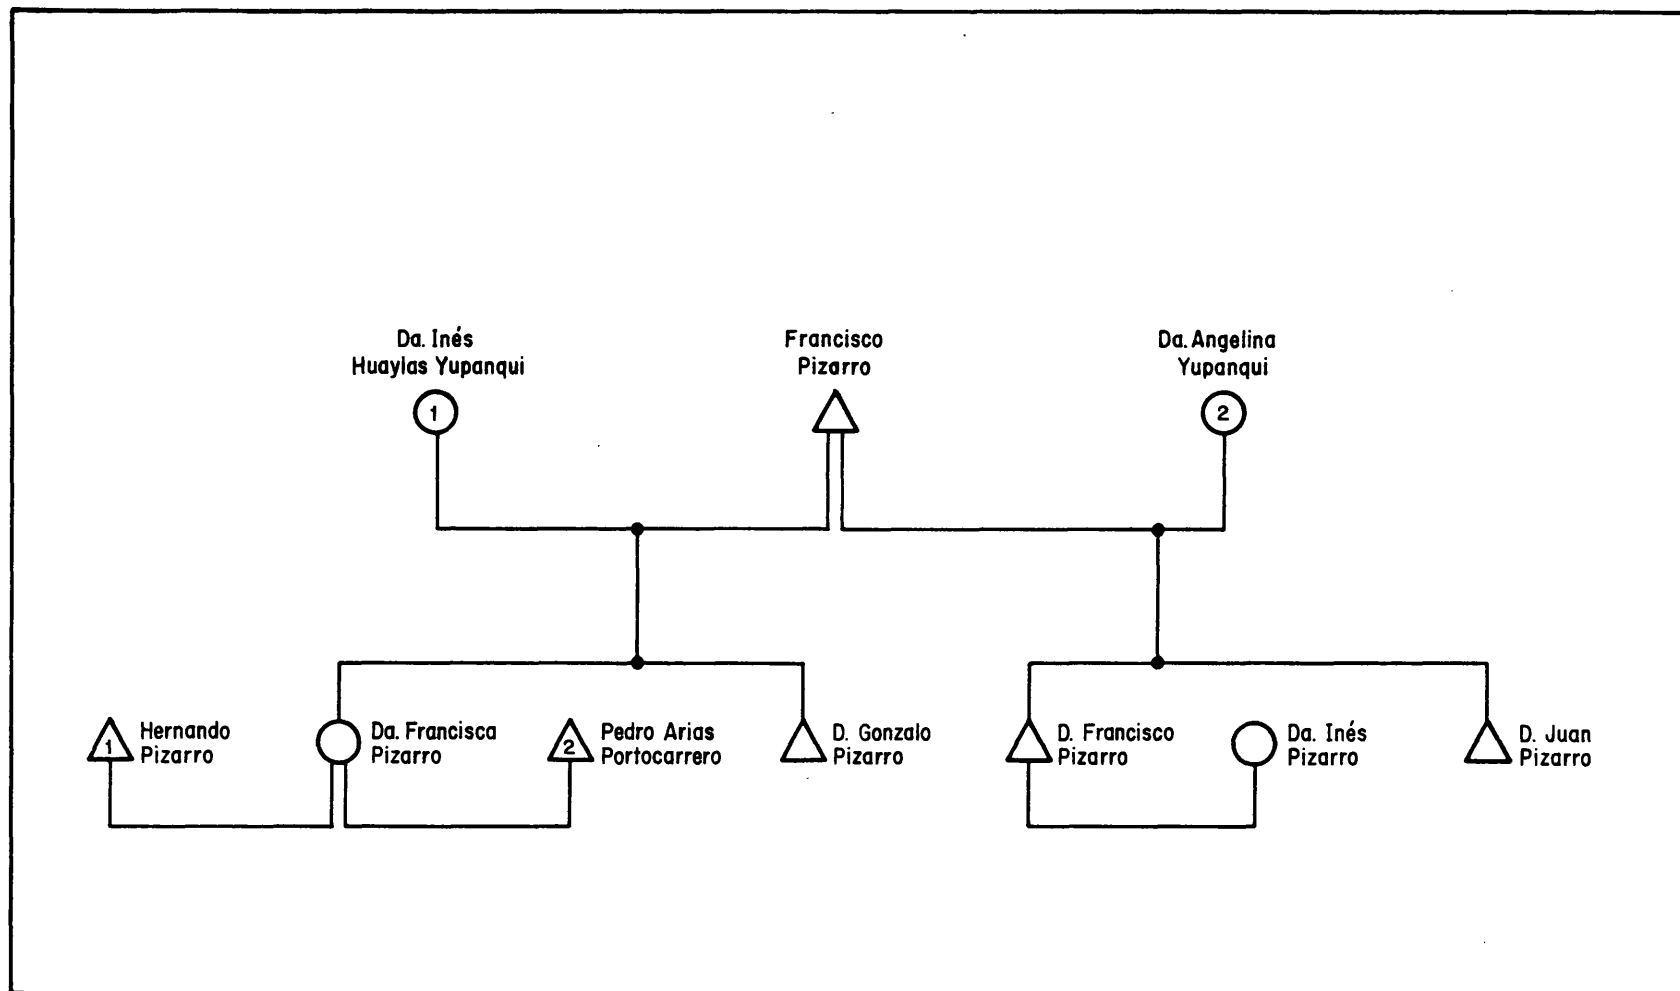 Da. Inés
Huaylas Yupanqui
1
Francisco
Pizarro
Da. Angelina
Yupanqui
2
1
Hernando
Pizarro
Da. Francisca
Pizarro
2
Pedro Arias
Portocarrero
D. Gonzalo
Pizarro
D. Francisco
Pizarro
Da. Inés
Pizarro
D. Juan
Pizarro